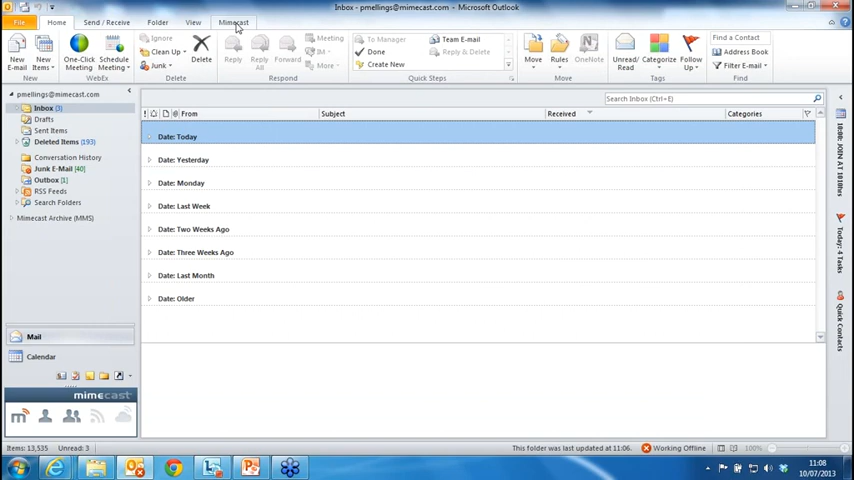 Inbox - pmellings@mimecast.com - Microsoft Outlook
File Home Send / Receive Folder View Mimecast
New E-mail
New Items
New
One-Click Meeting
Schedule Meeting
WebEx
Ignore
Clean Up
Junk
Delete
Delete
Reply
Reply All
Forward
Meeting
IM
More
Respond
To Manager
Team E-mail
Done
Reply & Delete
Create New
Quick Steps
Move
Rules
OneNote
Move
Unread/ Read
Categorize
Follow Up
Tags
Find a Contact
Address Book
Filter E-mail
Find
pmellings@mimecast.com
Inbox (3)
Drafts
Sent Items
Deleted Items (193)
Conversation History
Junk E-Mail [40]
Outbox [1]
RSS Feeds
Search Folders
Mimecast Archive (MMS)
Mail
Calendar
mimecast
Search Inbox (Ctrl+E)
From Subject Received Categories
Date: Today
Date: Yesterday
Date: Monday
Date: Last Week
Date: Two Weeks Ago
Date: Three Weeks Ago
Date: Last Month
Date: Older
18:00: JOIN AT 1810hrs
Today: 4 Tasks
Quick Contacts
Items: 13,535 Unread: 3
This folder was last updated at 11:06. Working Offline 100%
11:08
10/07/2013